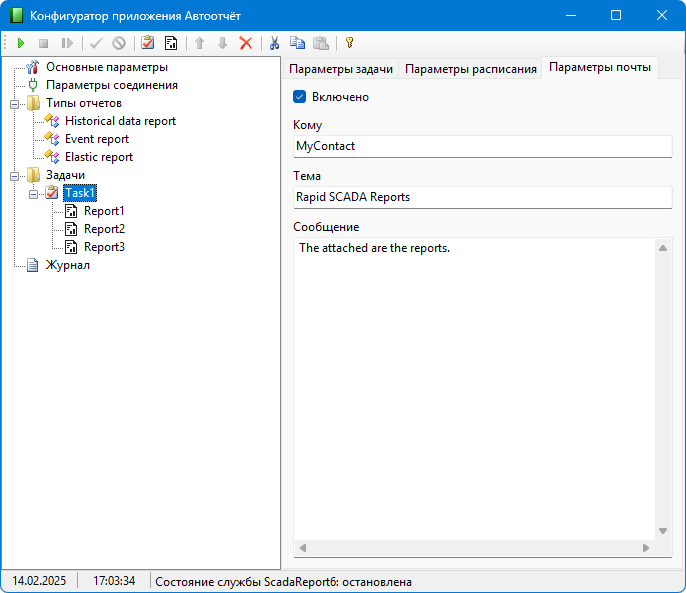 Конфигуратор приложения Автоотчёт
Основные параметры
Параметры соединения
Типы отчетов
Historical data report
Event report
Elastic report
Задачи
Task1
Report1
Report2
Report3
Журнал
Параметры задачи Параметры расписания Параметры почты
Включено
Кому
MyContact
Тема
Rapid SCADA Reports
Сообщение
The attached are the reports.
14.02.2025 17:03:34 Состояние службы ScadaReport6: остановлена